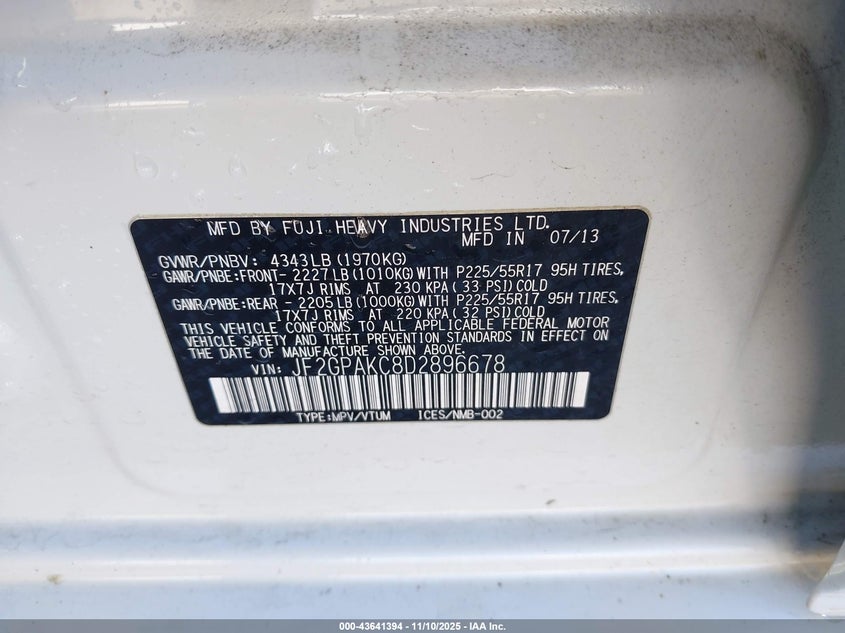 MFD BY FUJI HEAVY INDUSTRIES LTD.
MFD IN 07/13
GVWR/PNBV: 4343LB (1970KG)
GAWR/PNBE:FRONT- 2227LB (1010KG) WITH P225/55R17 95H TIRES,
17X7J RIMS AT 230 KPA ( 33 PSI) COLD
GAWR/PNBE:REAR - 2205LB (1000KG) WITH P225/55R17 95H TIRES,
17X7J RIMS AT 220 KPA ( 32 PSI) COLD
THIS VEHICLE CONFORMS TO ALL APPLICABLE FEDERAL MOTOR
VEHICLE SAFETY AND THEFT PREVENTION STANDARDS IN EFFECT ON
THE DATE OF MANUFACTURE SHOWN ABOVE.
VIN: JF2GPAKC8D2896678
TYPE:MPV/VTUM ICES/NMB-002
000-43641394 - 11/10/2025 - IAA Inc.